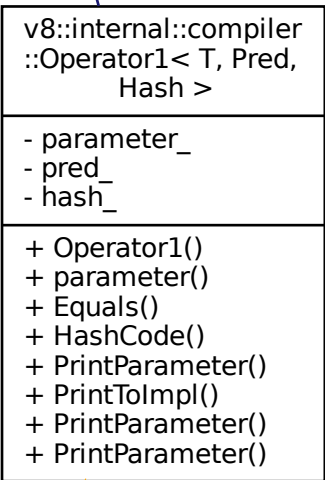 v8::internal::compiler
::Operator1< T, Pred,
Hash >
- parameter_
- pred_
- hash_
+ Operator1()
+ parameter()
+ Equals()
+ HashCode()
+ PrintParameter()
+ PrintToImpl()
+ PrintParameter()
+ PrintParameter()